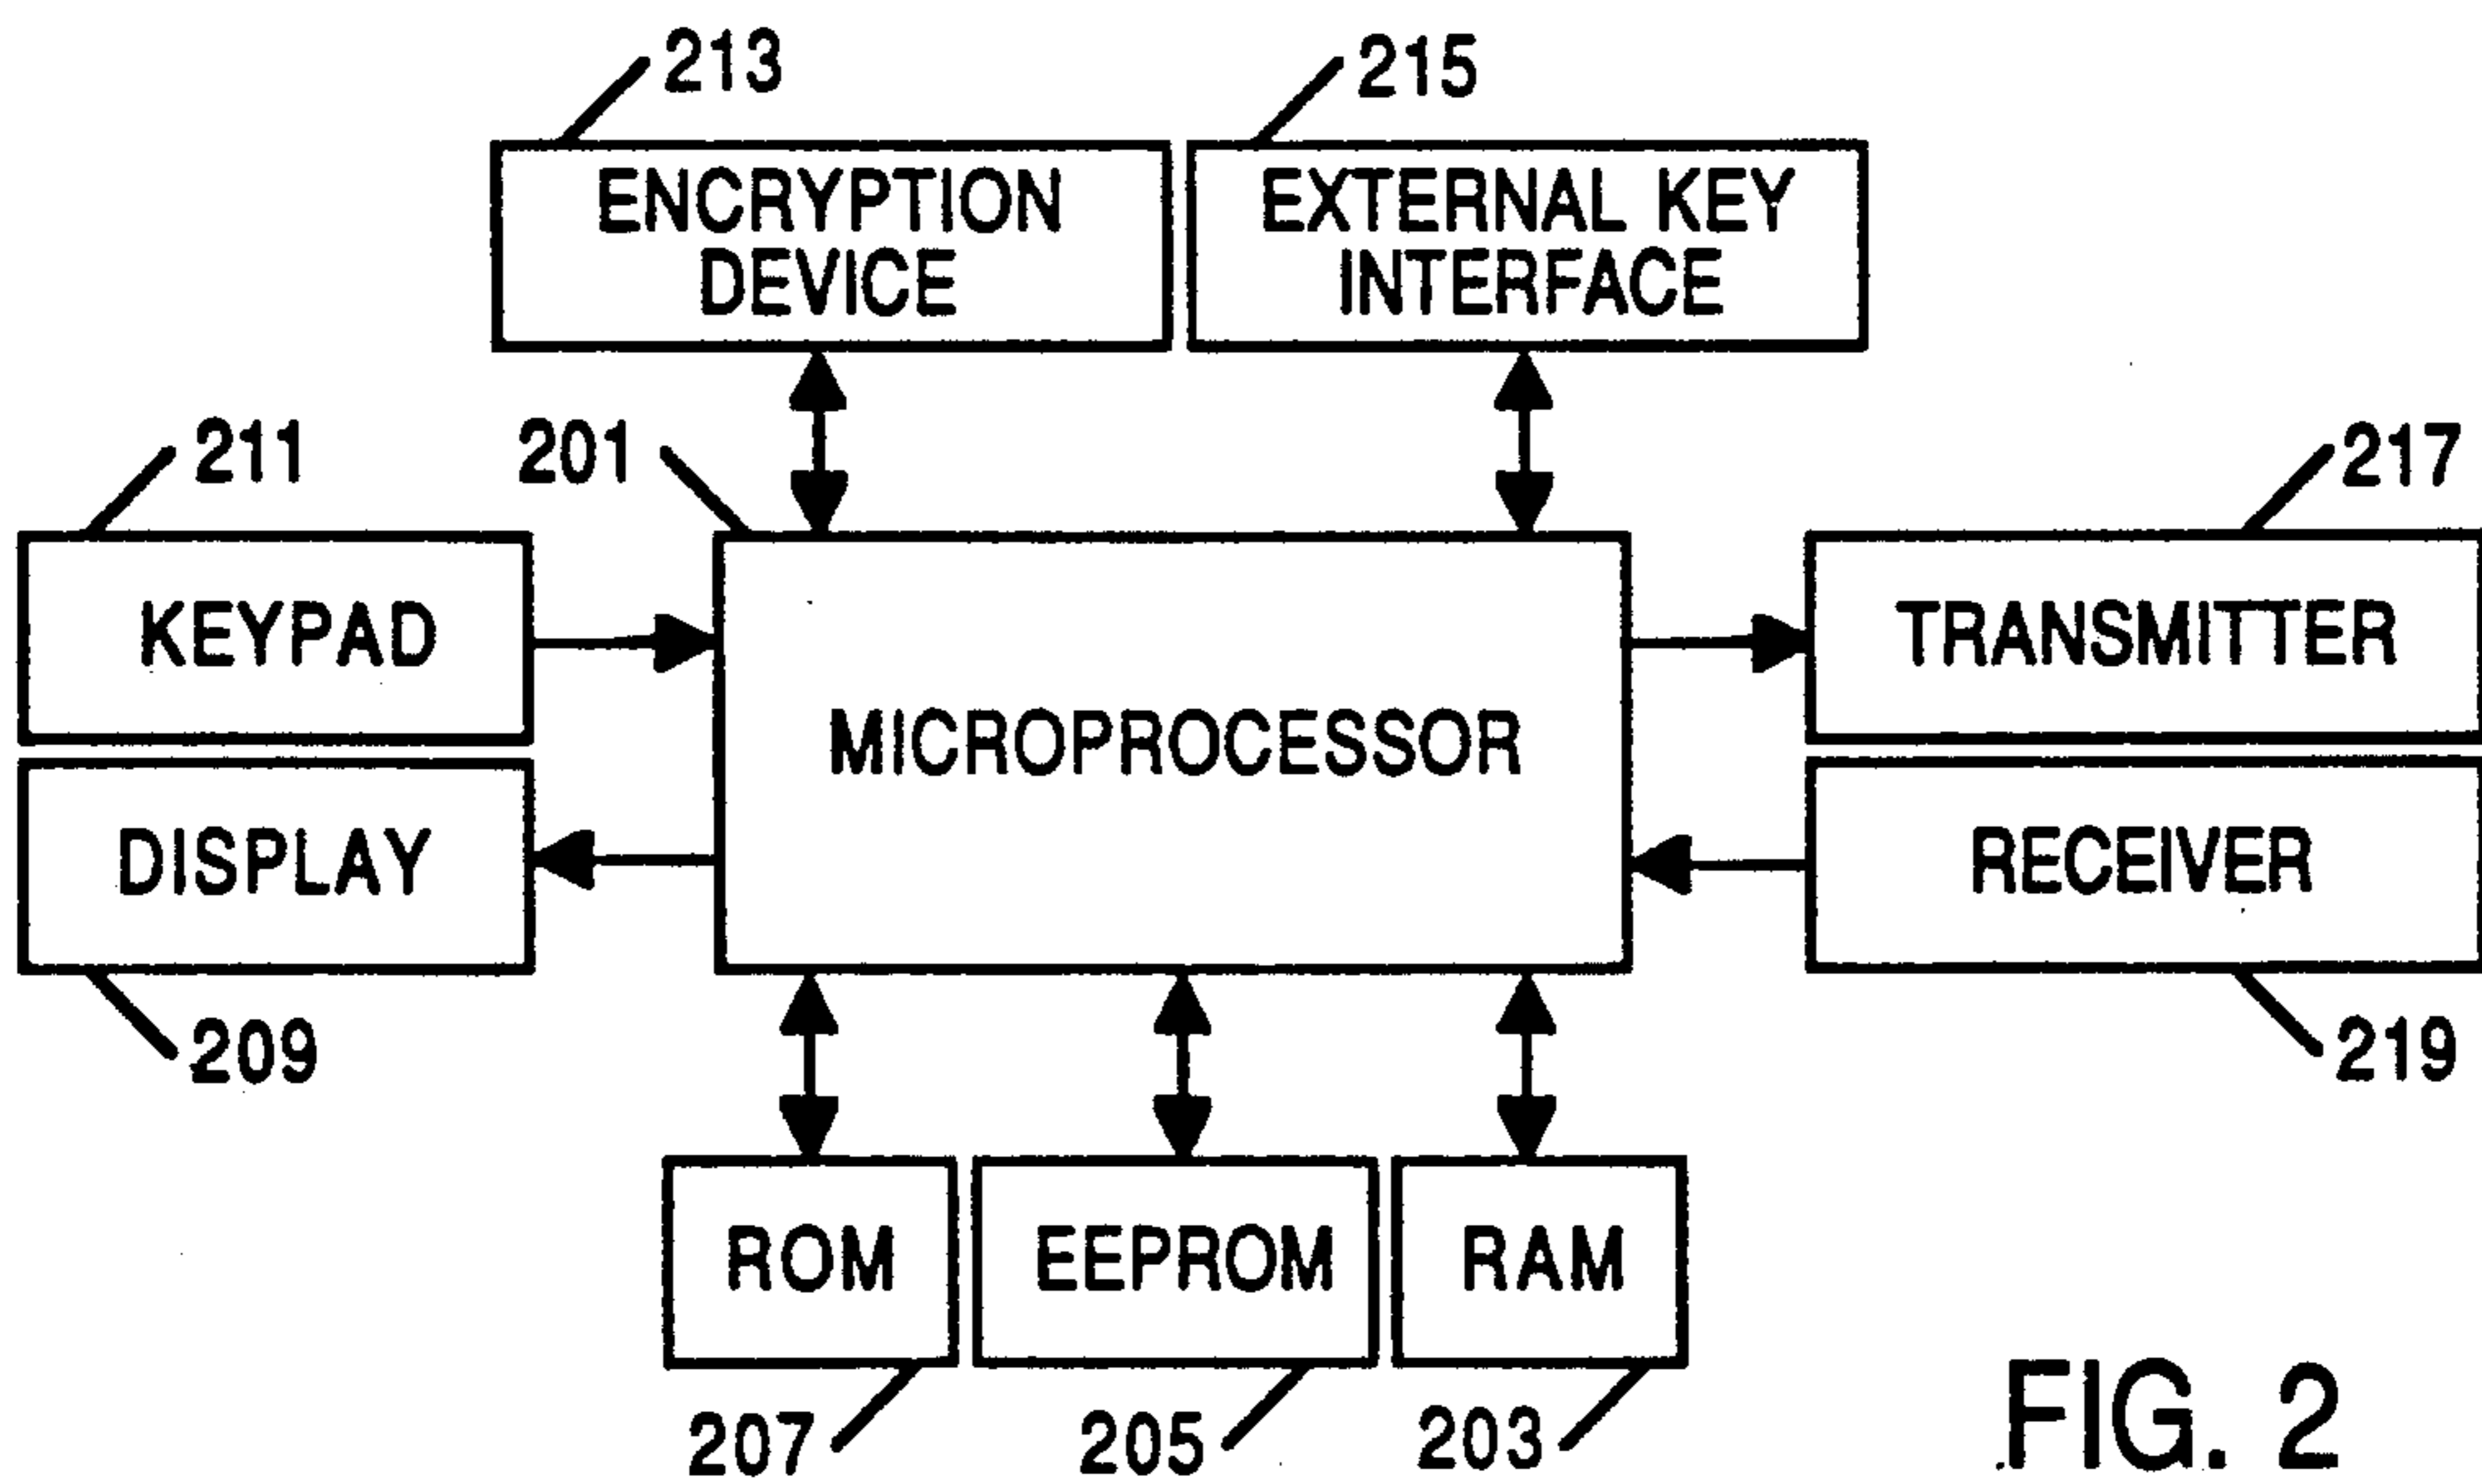 213
215
ENCRYPTION
DEVICE
EXTERNAL KEY
INTERFACE
211
201
217
KEYPAD
TRANSMITTER
MICROPROCESSOR
DISPLAY
RECEIVER
209
219
ROM
EEPROM
RAM
207
205
203
FIG. 2